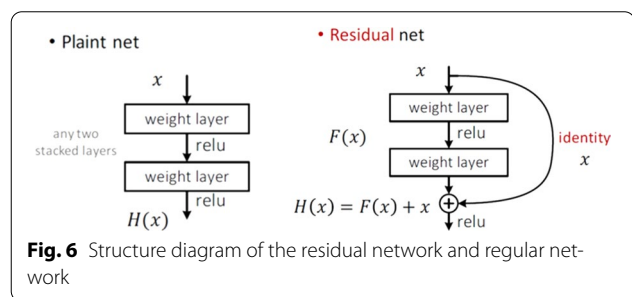 • Plaint net
x
weight layer
any two
stacked layers
relu
weight layer
relu
H(x)
• Residual net
x
weight layer
F(x)
relu
identity
x
weight layer
H(x) = F(x) + x
relu
Fig. 6 Structure diagram of the residual network and regular net-
work